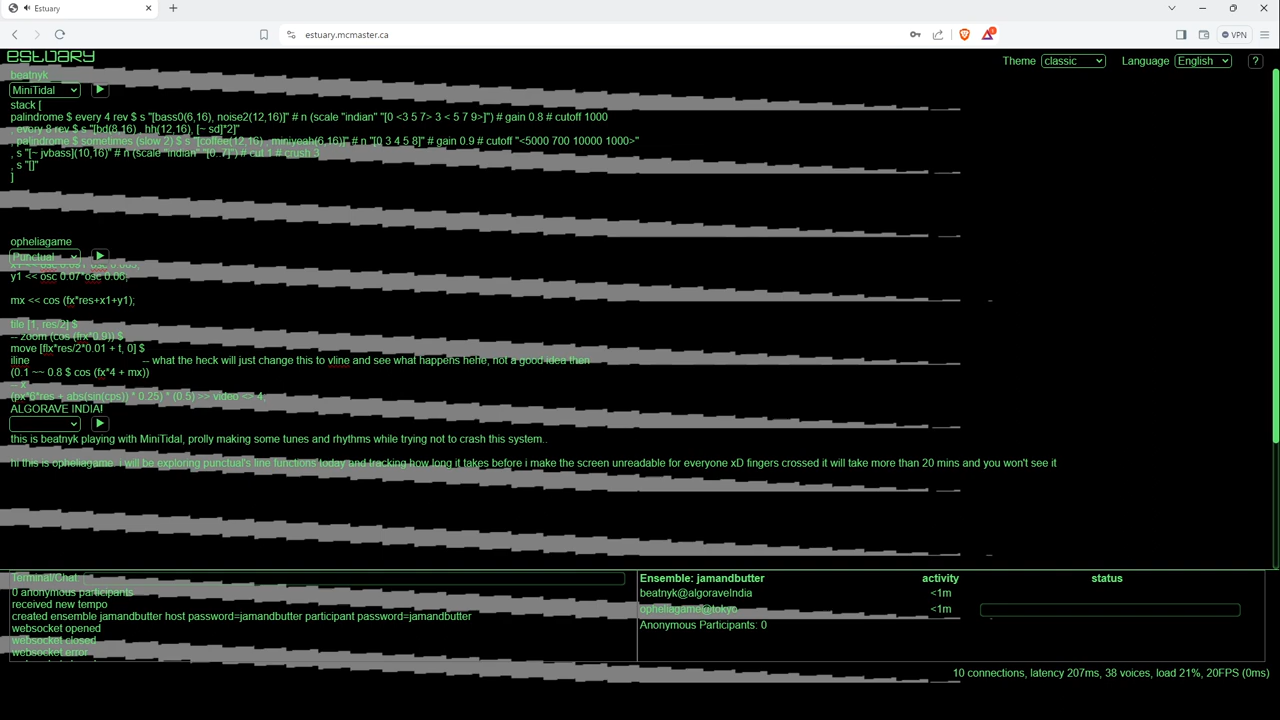 Estuary
estuary.mcmaster.ca
VPN
estuary
Theme classic Language English ?
beatnyk
MiniTidal
stack [
palindrome $ every 4 rev $ s "[bass0(6,16), noise2(12,16)]" # n (scale "indian" "[0 <3 5 7> 3 < 5 7 9>]") # gain 0.8 # cutoff 1000
, every 8 rev $ s "[bd(8,16) , hh(12,16), [~ sd]*2]"
, palindrome $ sometimes (slow 2) $ s "[coffee(12,16) , miniyeah(6,16)]" # n "[0 3 4 5 8]" # gain 0.9 # cutoff "<5000 700 10000 1000>"
, s "[~ jvbass](10,16)" # n (scale "indian" "[0..7]") # cut 1 # crush 3
, s "[]"
]
opheliagame
Punctual
y1 << osc 0.07*osc 0.06;
mx << cos (fx*res+x1+y1);
tile [1, res/2] $
-- zoom (cos (frx*0.9)) $
move [flx*res/2*0.01 + t, 0] $
iline -- what the heck will just change this to vline and see what happens hehe, not a good idea then
(0.1 ~~ 0.8 $ cos (fx*4 + mx))
-- x
(px*6*res + abs(sin(cps)) * 0.25) * (0.5) >> video <> 4;
ALGORAVE INDIA!
this is beatnyk playing with MiniTidal, prolly making some tunes and rhythms while trying not to crash this system..
hi this is opheliagame. i will be exploring punctual's line functions today and tracking how long it takes before i make the screen unreadable for everyone xD fingers crossed it will take more than 20 mins and you won't see it
Terminal/Chat
0 anonymous participants
received new tempo
created ensemble jamandbutter host password=jamandbutter participant password=jamandbutter
websocket opened
websocket closed
websocket error
Ensemble: jamandbutter activity status
beatnyk@algoraveIndia <1m
opheliagame@tokyo <1m
Anonymous Participants: 0
10 connections, latency 207ms, 38 voices, load 21%, 20FPS (0ms)